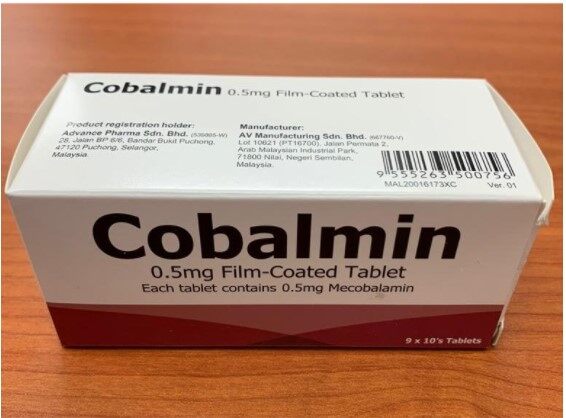 Cobalmin 0.5mg Film-Coated Tablet
Product registration holder:
Advance Pharma Sdn. Bhd. (535065-W)
28, Jalan BP 6/6, Bandar Bukit Puchong,
47120 Puchong, Selangor,
Malaysia.
Manufacturer:
AV Manufacturing Sdn. Bhd. (667760-V)
Lot 10621 (PT16700), Jalan Permata 2,
Arab Malaysian Industrial Park,
71800 Nilai, Negeri Sembilan,
Malaysia.
9 555263 500756
MAL20016173XC Ver. 01
Cobalmin
0.5mg Film-Coated Tablet
Each tablet contains 0.5mg Mecobalamin
9 x 10's Tablets